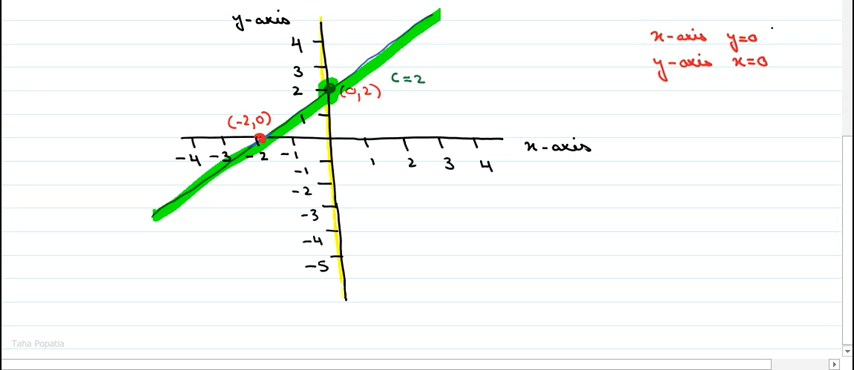 y-axis
x-axis y=0
y-axis x=0
4
3
c=2
2
(0,2)
(-2,0)
1
-4 -3 -2 -1
1 2 3 4
x-axis
-1
-2
-3
-4
-5
Taha Popatia